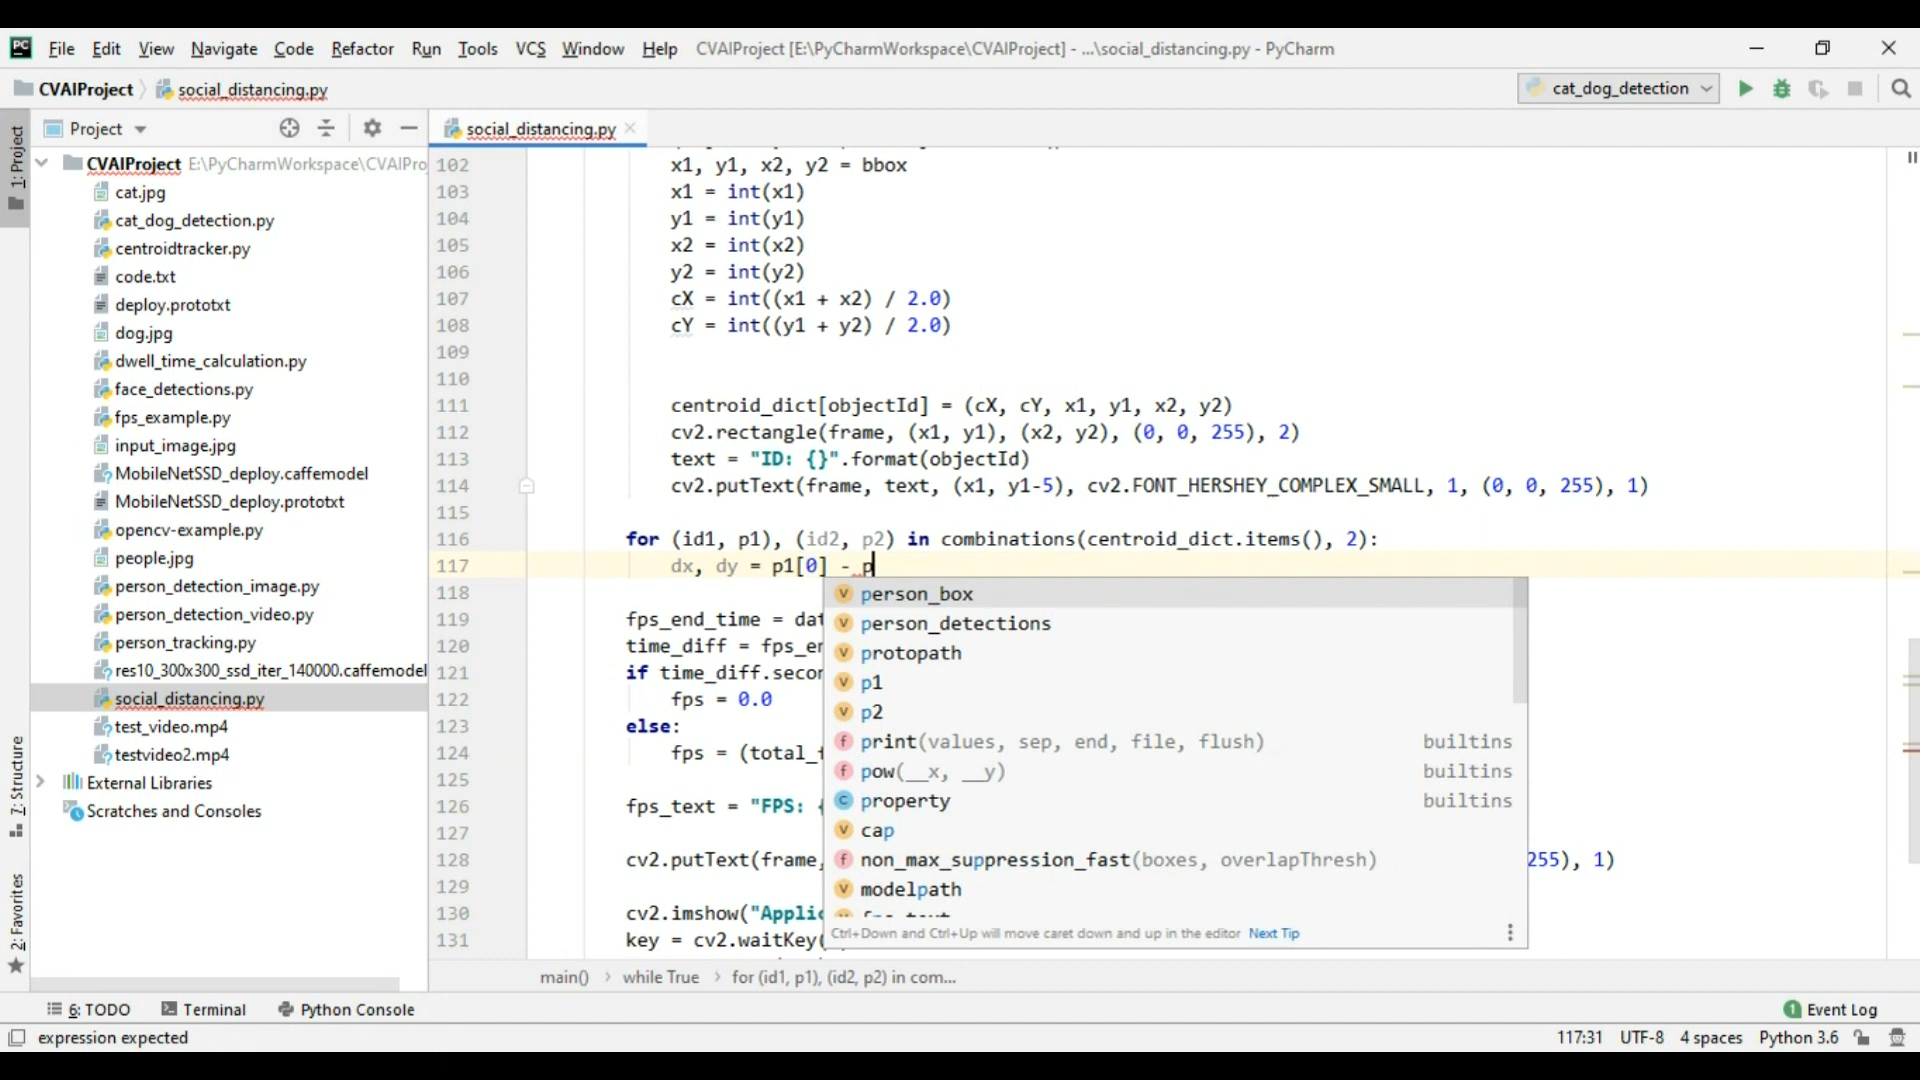 PC File Edit View Navigate Code Refactor Run Tools VCS Window Help CVAIProject [E:\PyCharmWorkspace\CVAIProject] - ...\social_distancing.py - PyCharm
CVAIProject social_distancing.py cat_dog_detection
1: Project
7: Structure
2: Favorites
Project
CVAIProject E:\PyCharmWorkspace\CVAIPro
cat.jpg
cat_dog_detection.py
centroidtracker.py
code.txt
deploy.prototxt
dog.jpg
dwell_time_calculation.py
face_detections.py
fps_example.py
input_image.jpg
MobileNetSSD_deploy.caffemodel
MobileNetSSD_deploy.prototxt
opencv-example.py
people.jpg
person_detection_image.py
person_detection_video.py
person_tracking.py
res10_300x300_ssd_iter_140000.caffemodel
social_distancing.py
test_video.mp4
testvideo2.mp4
External Libraries
Scratches and Consoles
social_distancing.py
102 x1, y1, x2, y2 = bbox
103 x1 = int(x1)
104 y1 = int(y1)
105 x2 = int(x2)
106 y2 = int(y2)
107 cX = int((x1 + x2) / 2.0)
108 cY = int((y1 + y2) / 2.0)
109
110
111 centroid_dict[objectId] = (cX, cY, x1, y1, x2, y2)
112 cv2.rectangle(frame, (x1, y1), (x2, y2), (0, 0, 255), 2)
113 text = "ID: {}".format(objectId)
114 cv2.putText(frame, text, (x1, y1-5), cv2.FONT_HERSHEY_COMPLEX_SMALL, 1, (0, 0, 255), 1)
115
116 for (id1, p1), (id2, p2) in combinations(centroid_dict.items(), 2):
117 dx, dy = p1[0] - p
118
119 fps_end_time = dat
120 time_diff = fps_en
121 if time_diff.secon
122 fps = 0.0
123 else:
124 fps = (total_f
125
126 fps_text = "FPS: {
127
128 cv2.putText(frame, 255), 1)
129
130 cv2.imshow("Applic
131 key = cv2.waitKey(
person_box
person_detections
protopath
p1
p2
print(values, sep, end, file, flush) builtins
pow(__x, __y) builtins
property builtins
cap
non_max_suppression_fast(boxes, overlapThresh)
modelpath
fps_text
Ctrl+Down and Ctrl+Up will move caret down and up in the editor Next Tip
main() while True for (id1, p1), (id2, p2) in com...
6: TODO Terminal Python Console 1 Event Log
expression expected 117:31 UTF-8 4 spaces Python 3.6